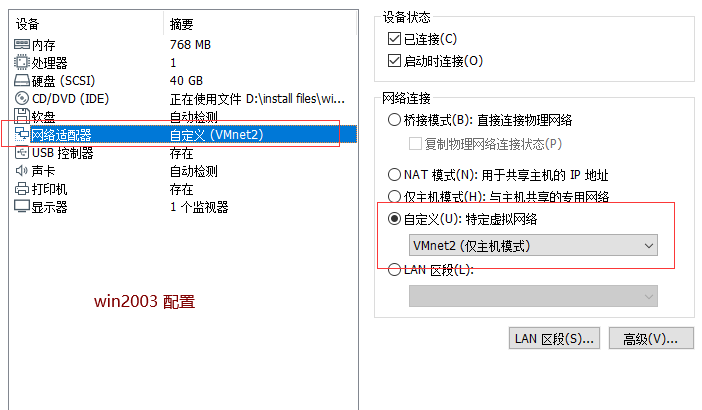 设备 摘要
内存 768 MB
处理器 1
硬盘 (SCSI) 40 GB
CD/DVD (IDE) 正在使用文件 D:\install files\wi...
软盘 自动检测
网络适配器 自定义 (VMnet2)
USB 控制器 存在
声卡 自动检测
打印机 存在
显示器 1 个监视器
win2003 配置
设备状态
已连接(C)
启动时连接(O)
网络连接
桥接模式(B): 直接连接物理网络
复制物理网络连接状态(P)
NAT 模式(N): 用于共享主机的 IP 地址
仅主机模式(H): 与主机共享的专用网络
自定义(U): 特定虚拟网络
VMnet2 (仅主机模式)
LAN 区段(L):
LAN 区段(S)... 高级(V)...